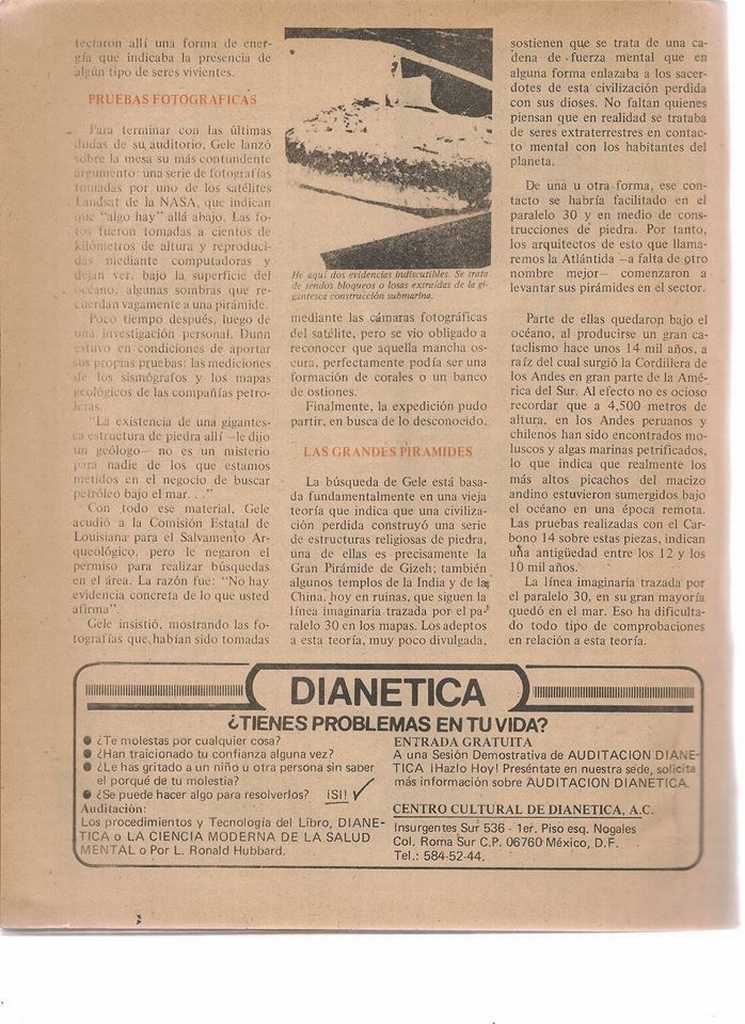 tectaron allí una forma de ener-
gía que indicaba la presencia de
algún tipo de seres vivientes.
PRUEBAS FOTOGRAFICAS
Para terminar con las últimas
dudas de su auditorio, Gele lanzó
sobre la mesa su más contundente
argumento: una serie de fotografías
tomadas por uno de los satélites
Landsat de la NASA, que indican
que "algo hay" allá abajo. Las fo-
tos fueron tomadas a cientos de
kilómetros de altura y reproduci-
das mediante computadoras y
dejan ver, bajo la superficie del
océano, algunas sombras que re-
cuerdan vagamente a una pirámide.
Poco tiempo después, luego de
una investigación personal, Dunn
estuvo en condiciones de aportar
sus propias pruebas: las mediciones
de los sismógrafos y los mapas
geológicos de las compañías petro-
leras.
"La existencia de una gigantes-
ca estructura de piedra allí —le dijo
un geólogo— no es un misterio
para nadie de los que estamos
metidos en el negocio de buscar
petróleo bajo el mar. . ."
Con todo ese material, Gele
acudió a la Comisión Estatal de
Louisiana para el Salvamento Ar-
queológico, pero le negaron el
permiso para realizar búsquedas
en el área. La razón fue: "No hay
evidencia concreta de lo que usted
afirma".
Gele insistió, mostrando las fo-
tografías que habían sido tomadas
He aquí dos evidencias indiscutibles. Se trata
de sendos bloqueos o losas extraídas de la gi-
gantesca construcción submarina.
mediante las cámaras fotográficas
del satélite, pero se vio obligado a
reconocer que aquella mancha os-
cura, perfectamente podía ser una
formación de corales o un banco
de ostiones.
Finalmente, la expedición pudo
partir, en busca de lo desconocido.
LAS GRANDES PIRAMIDES
La búsqueda de Gele está basa-
da fundamentalmente en una vieja
teoría que indica que una civiliza-
ción perdida construyó una serie
de estructuras religiosas de piedra,
una de ellas es precisamente la
Gran Pirámide de Gizeh; también
algunos templos de la India y de la
China, hoy en ruinas, que siguen la
línea imaginaria trazada por el pa-
ralelo 30 en los mapas. Los adeptos
a esta teoría, muy poco divulgada,
sostienen que se trata de una ca-
dena de fuerza mental que en
alguna forma enlazaba a los sacer-
dotes de esta civilización perdida
con sus dioses. No faltan quienes
piensan que en realidad se trataba
de seres extraterrestres en contac-
to mental con los habitantes del
planeta.
De una u otra forma, ese con-
tacto se habría facilitado en el
paralelo 30 y en medio de cons-
trucciones de piedra. Por tanto,
los arquitectos de esto que llama-
remos la Atlántida —a falta de otro
nombre mejor— comenzaron a
levantar sus pirámides en el sector.
Parte de ellas quedaron bajo el
océano, al producirse un gran ca-
taclismo hace unos 14 mil años, a
raíz del cual surgió la Cordillera de
los Andes en gran parte de la Amé-
rica del Sur. Al efecto no es ocioso
recordar que a 4,500 metros de
altura, en los Andes peruanos y
chilenos han sido encontrados mo-
luscos y algas marinas petrificados,
lo que indica que realmente los
más altos picachos del macizo
andino estuvieron sumergidos bajo
el océano en una época remota.
Las pruebas realizadas con el Car-
bono 14 sobre estas piezas, indican
una antigüedad entre los 12 y los
10 mil años.
La línea imaginaria trazada por
el paralelo 30, en su gran mayoría
quedó en el mar. Eso ha dificulta-
do todo tipo de comprobaciones
en relación a esta teoría.
DIANETICA
¿TIENES PROBLEMAS EN TU VIDA?
● ¿Te molestas por cualquier cosa?
● ¿Han traicionado tu confianza alguna vez?
● ¿Le has gritado a un niño u otra persona sin saber
el porqué de tu molestia?
● ¿Se puede hacer algo para resolverlos? ¡SI! ✓
Auditación:
Los procedimientos y Tecnología del Libro, DIANE-
TICA o LA CIENCIA MODERNA DE LA SALUD
MENTAL o Por L. Ronald Hubbard.
ENTRADA GRATUITA
A una Sesión Demostrativa de AUDITACION DIANE-
TICA ¡Hazlo Hoy! Preséntate en nuestra sede, solicita
más información sobre AUDITACION DIANETICA.
CENTRO CULTURAL DE DIANETICA, A.C.
Insurgentes Sur 536 - 1er. Piso esq. Nogales
Col. Roma Sur C.P. 06760 México, D.F.
Tel.: 584-52-44.